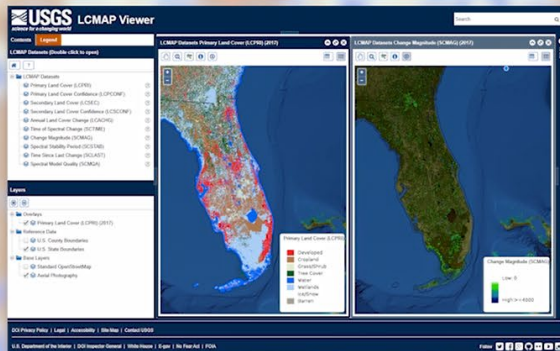 USGS
science for a changing world
LCMAP Viewer
Search
Contents
Legend
LCMAP Datasets (Double click to open)
LCMAP Datasets
Primary Land Cover (LCPRI)
Primary Land Cover Confidence (LCPCONF)
Secondary Land Cover (LCSEC)
Secondary Land Cover Confidence (LCSCONF)
Annual Land Cover Change (LCACHG)
Time of Spectral Change (SCTIME)
Change Magnitude (SCMAG)
Spectral Stability Period (SCSTAB)
Time Since Last Change (SCLAST)
Spectral Model Quality (SCMQA)
Layers
Overlays
Primary Land Cover (LCPRI) (2017)
Reference Data
U.S. County Boundaries
U.S. State Boundaries
Base Layers
Standard OpenStreetMap
Aerial Photography
LCMAP Datasets Primary Land Cover (LCPRI) (2017)
Primary Land Cover (LCPRI)
Developed
Cropland
Grass/Shrub
Tree Cover
Water
Wetlands
Ice/Snow
Barren
LCMAP Datasets Change Magnitude (SCMAG) (2017)
Change Magnitude (SCMAG)
Low: 0
DOI Privacy Policy | Legal | Accessibility | Site Map | Contact USGS
U.S. Department of the Interior | DOI Inspector General | White House | E-gov | No Fear Act | FOIA
Follow